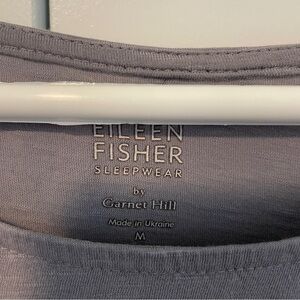 EILEEN
FISHER
SLEEPWEAR
by
Garnet Hill
Made in Ukraine
M